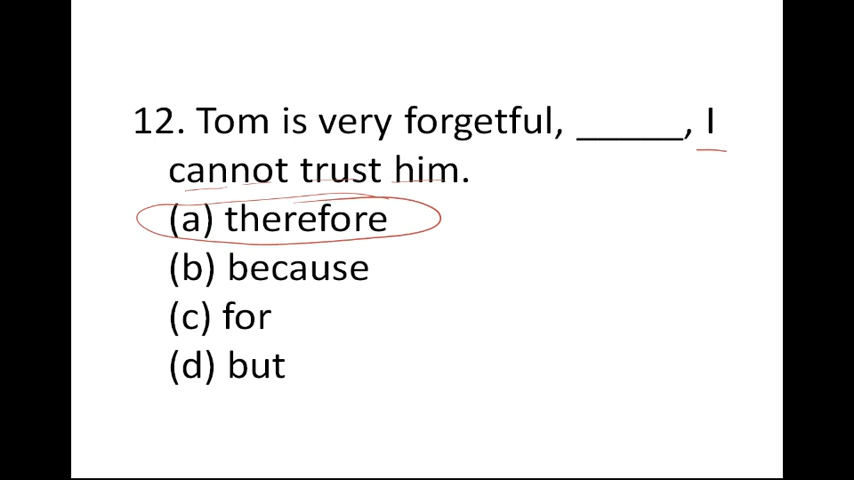 12. Tom is very forgetful, _____, I
cannot trust him.
(a) therefore
(b) because
(c) for
(d) but